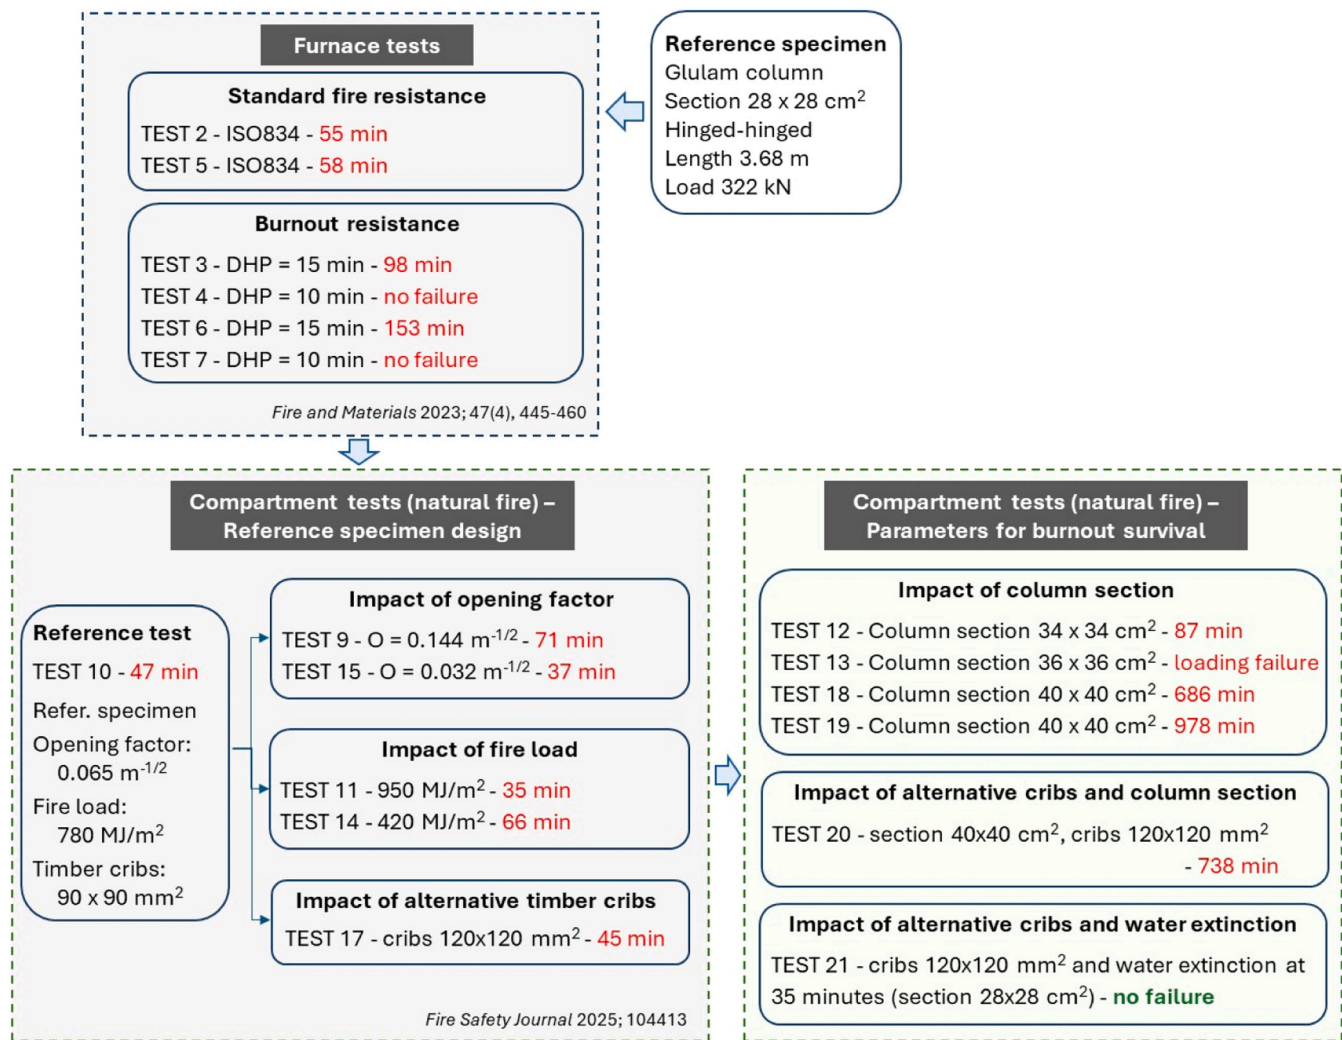 Furnace tests
Standard fire resistance
TEST 2 - ISO834 - 55 min
TEST 5 - ISO834 - 58 min
Burnout resistance
TEST 3 - DHP = 15 min - 98 min
TEST 4 - DHP = 10 min - no failure
TEST 6 - DHP = 15 min - 153 min
TEST 7 - DHP = 10 min - no failure
Fire and Materials 2023; 47(4), 445-460
Reference specimen
Glulam column
Section 28 x 28 cm²
Hinged-hinged
Length 3.68 m
Load 322 kN
Compartment tests (natural fire) –
Reference specimen design
Reference test
TEST 10 - 47 min
Refer. specimen
Opening factor:
0.065 m⁻¹/²
Fire load:
780 MJ/m²
Timber cribs:
90 x 90 mm²
Impact of opening factor
TEST 9 - O = 0.144 m⁻¹/² - 71 min
TEST 15 - O = 0.032 m⁻¹/² - 37 min
Impact of fire load
TEST 11 - 950 MJ/m² - 35 min
TEST 14 - 420 MJ/m² - 66 min
Impact of alternative timber cribs
TEST 17 - cribs 120x120 mm² - 45 min
Fire Safety Journal 2025; 104413
Compartment tests (natural fire) –
Parameters for burnout survival
Impact of column section
TEST 12 - Column section 34 x 34 cm² - 87 min
TEST 13 - Column section 36 x 36 cm² - loading failure
TEST 18 - Column section 40 x 40 cm² - 686 min
TEST 19 - Column section 40 x 40 cm² - 978 min
Impact of alternative cribs and column section
TEST 20 - section 40x40 cm², cribs 120x120 mm²
- 738 min
Impact of alternative cribs and water extinction
TEST 21 - cribs 120x120 mm² and water extinction at
35 minutes (section 28x28 cm²) - no failure